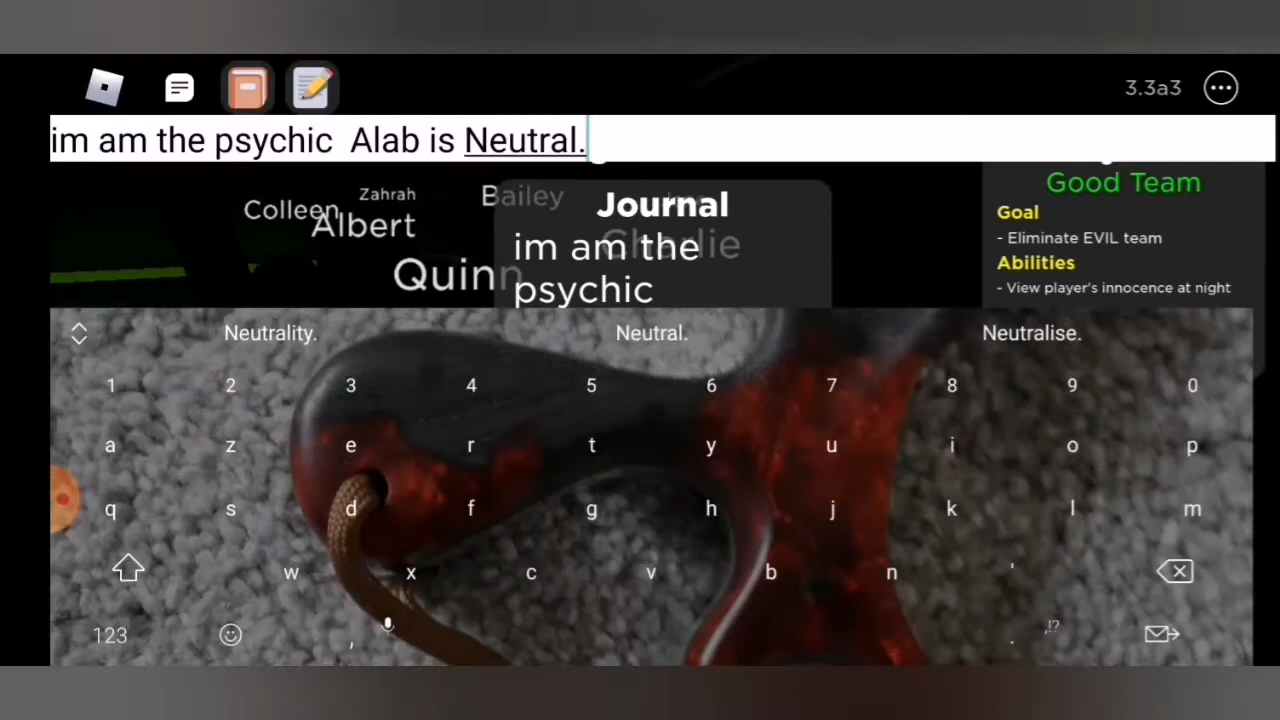 3.3a3
im am the psychic  Alab is Neutral.
Zahrah
Bailey
Colleen
Albert
Quinn
Journal
Charlie
im am the
psychic
Good Team
Goal
- Eliminate EVIL team
Abilities
- View player's innocence at night
Neutrality. Neutral. Neutralise.
1 2 3 4 5 6 7 8 9 0
a z e r t y u i o p
q s d f g h j k l m
w x c v b n '
123 , . ,!?